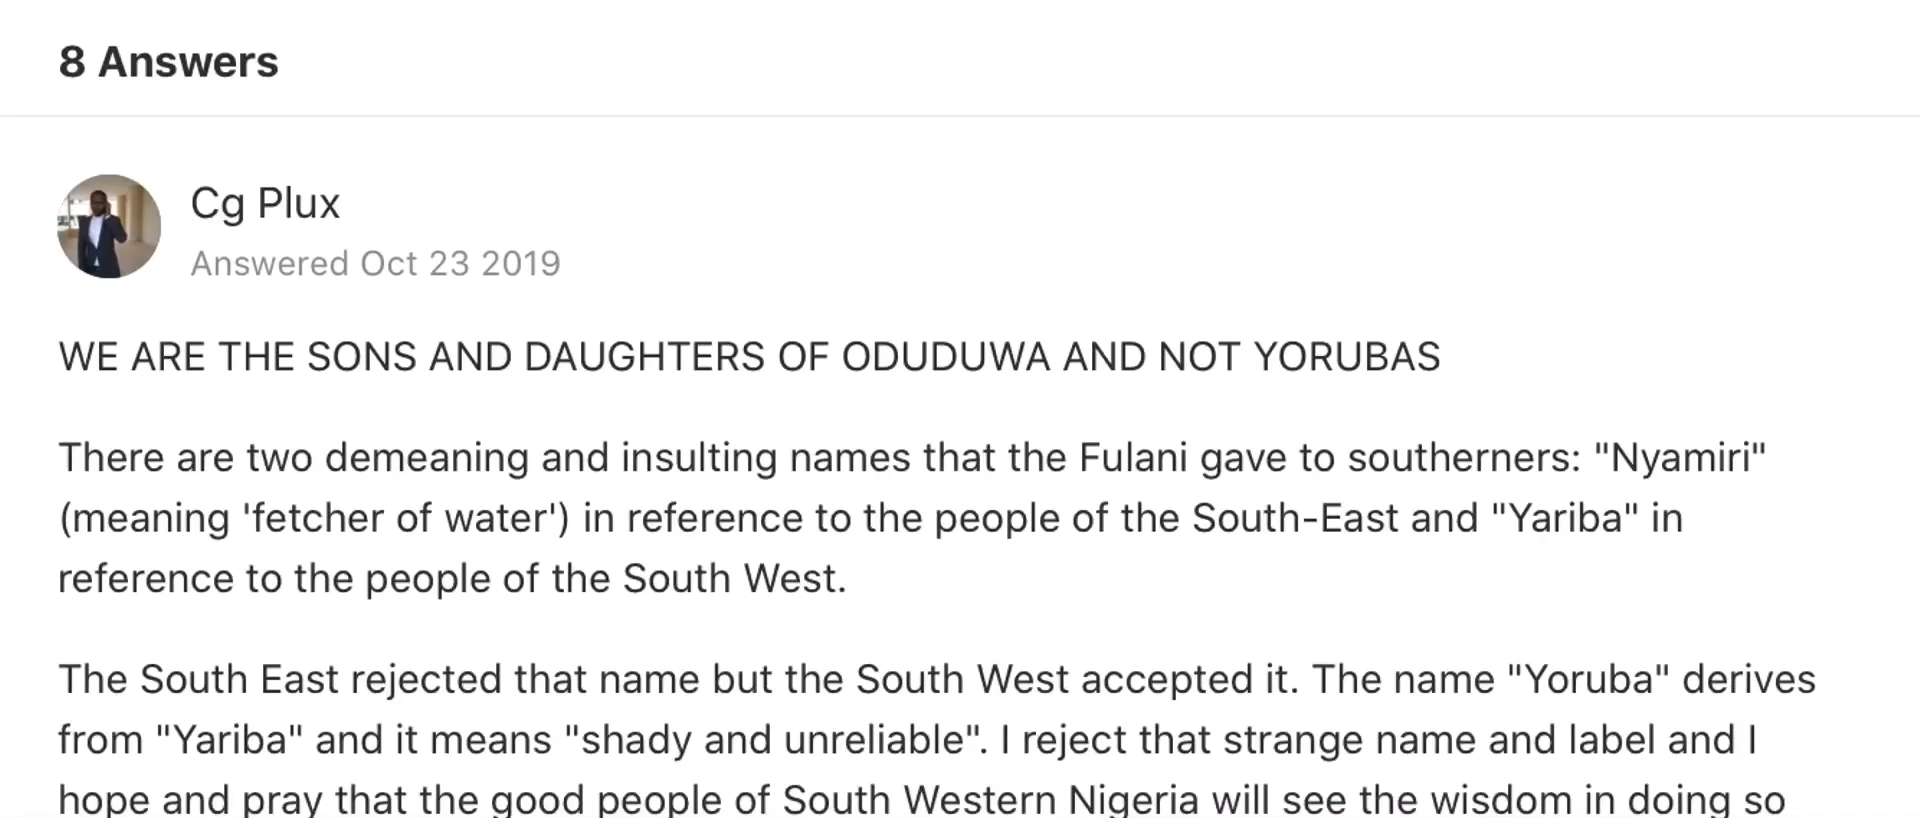 8 Answers
Cg Plux
Answered Oct 23 2019
WE ARE THE SONS AND DAUGHTERS OF ODUDUWA AND NOT YORUBAS
There are two demeaning and insulting names that the Fulani gave to southerners: "Nyamiri"
(meaning 'fetcher of water') in reference to the people of the South-East and "Yariba" in
reference to the people of the South West.
The South East rejected that name but the South West accepted it. The name "Yoruba" derives
from "Yariba" and it means "shady and unreliable". I reject that strange name and label and I
hope and pray that the good people of South Western Nigeria will see the wisdom in doing so